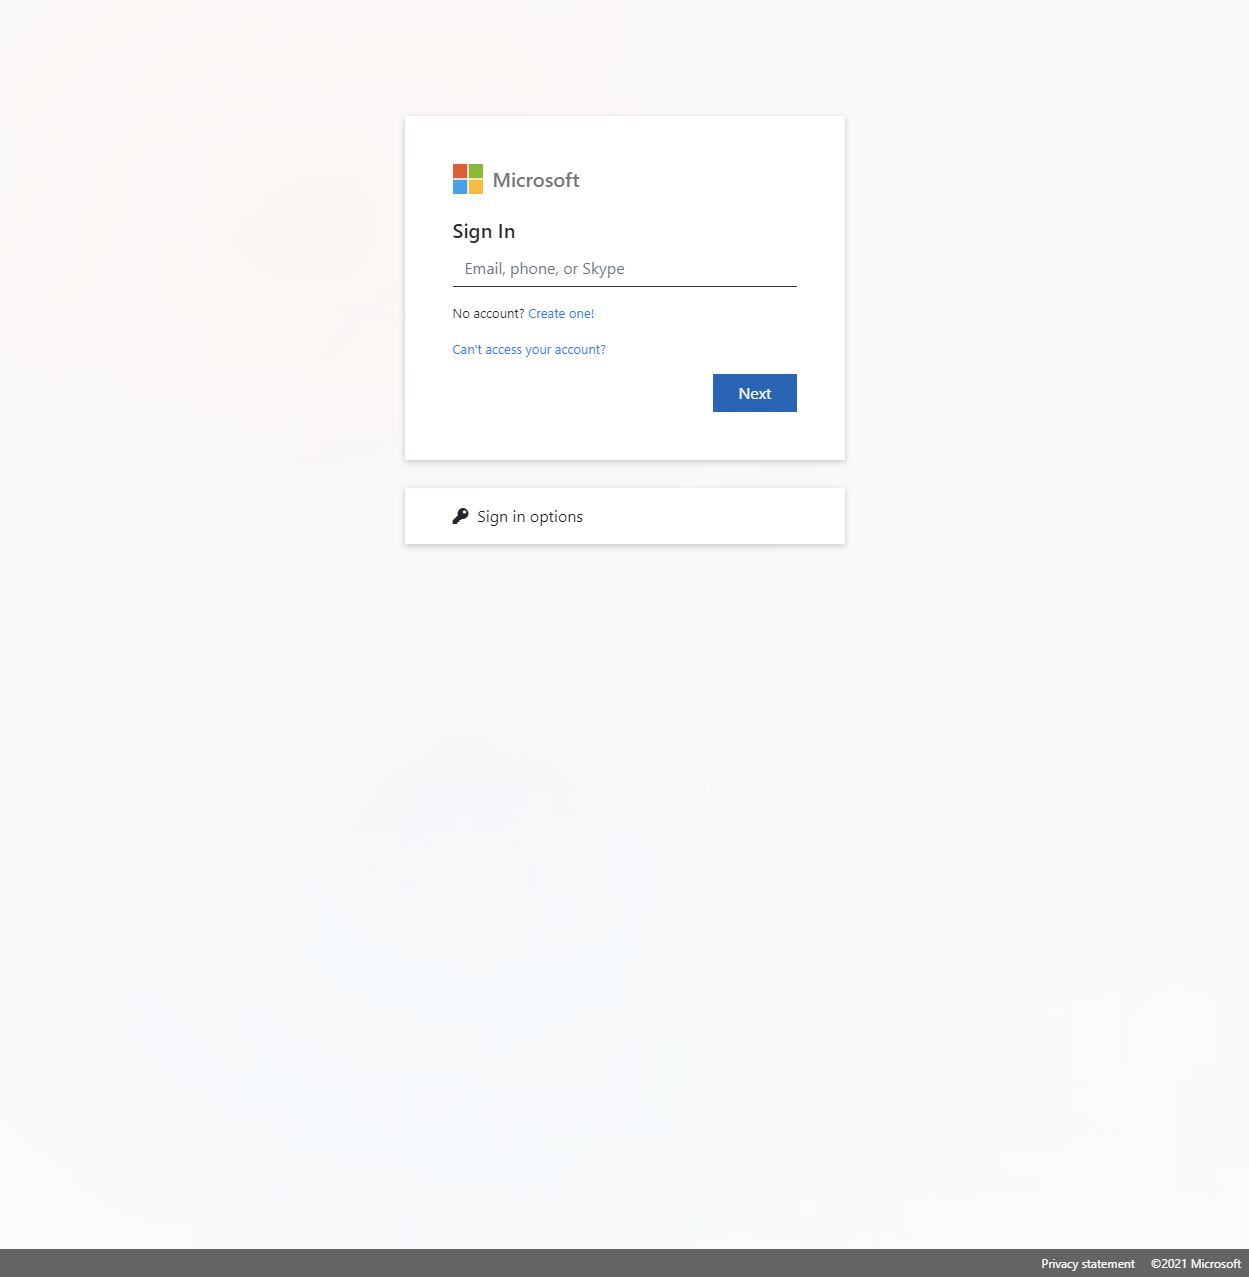 Microsoft
Sign In
Email, phone, or Skype
No account? Create one!
Can't access your account?
Next
Sign in options
Privacy statement ©2021 Microsoft